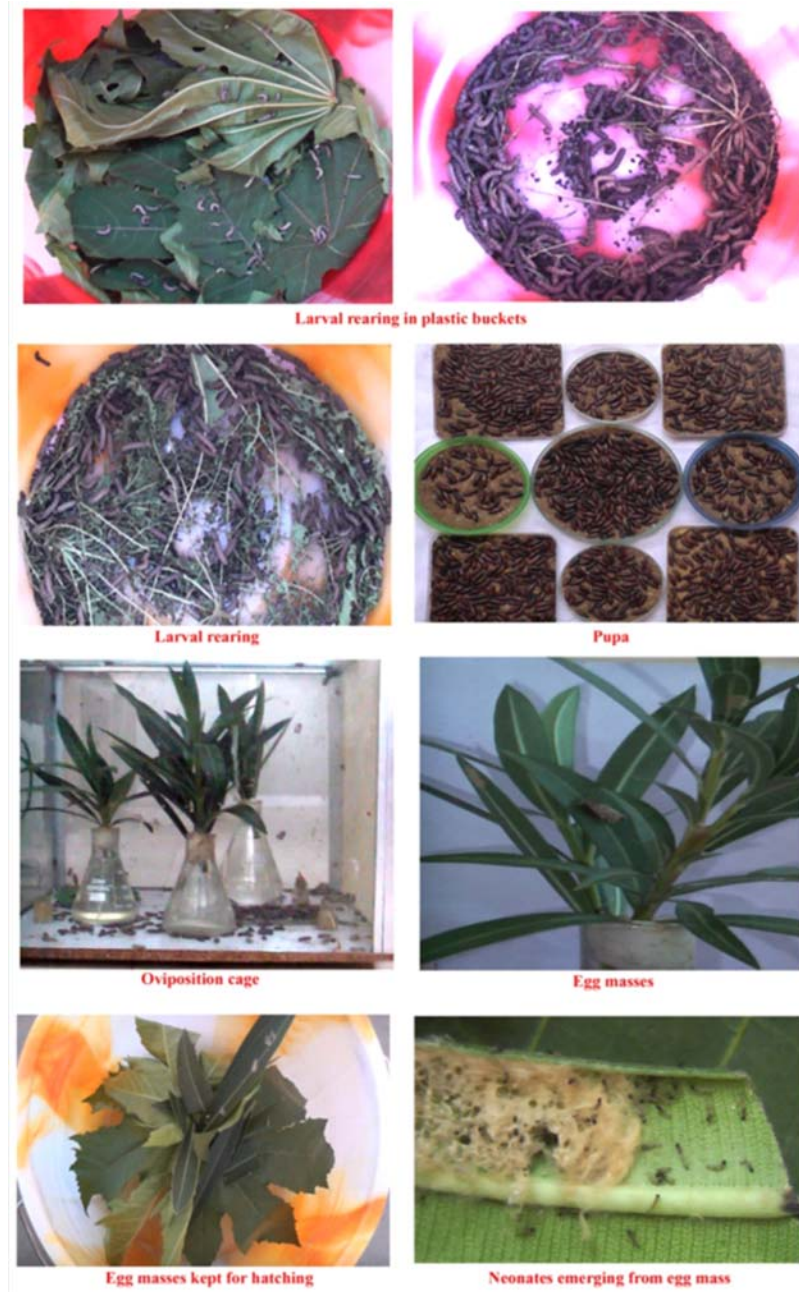 Larval rearing in plastic buckets
Larval rearing
Pupa
Oviposition cage
Egg masses
Egg masses kept for hatching
Neonates emerging from egg mass